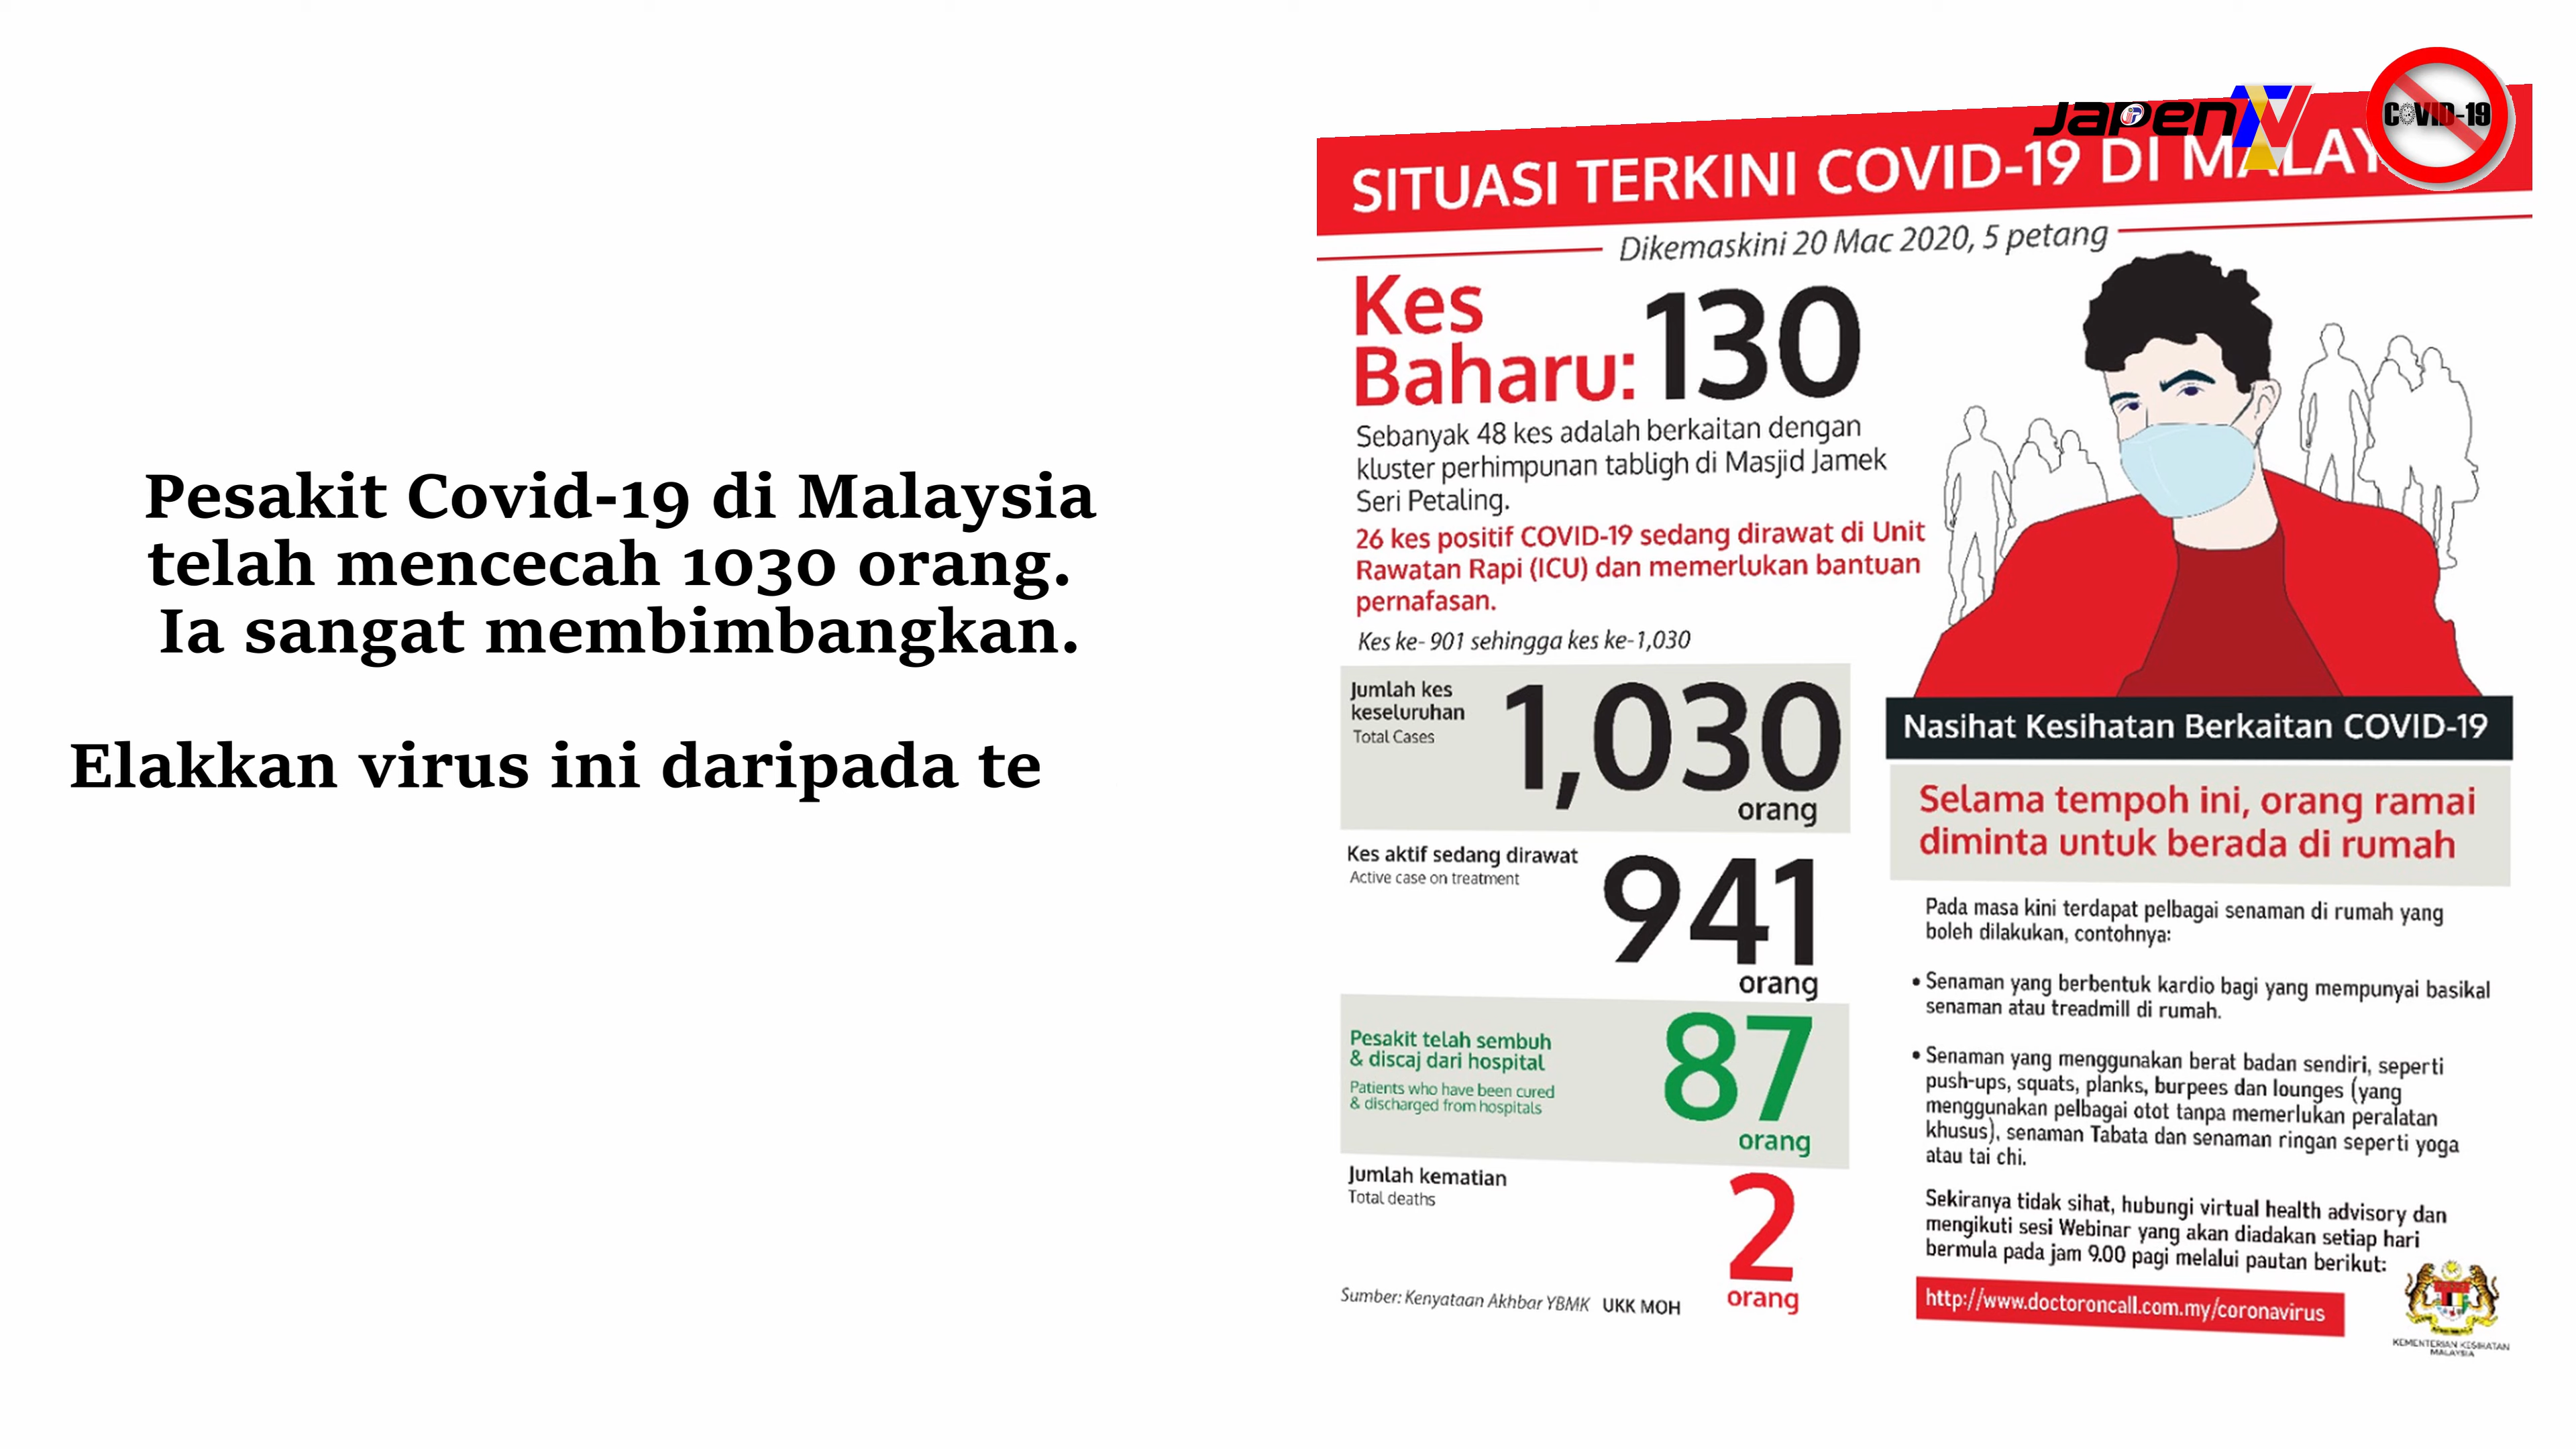 Pesakit Covid-19 di Malaysia
telah mencecah 1030 orang.
Ia sangat membimbangkan.
Elakkan virus ini daripada te
JaPen TV
COVID-19
SITUASI TERKINI COVID-19 DI MALAY
Dikemaskini 20 Mac 2020, 5 petang
Kes
Baharu: 130
Sebanyak 48 kes adalah berkaitan dengan
kluster perhimpunan tabligh di Masjid Jamek
Seri Petaling.
26 kes positif COVID-19 sedang dirawat di Unit
Rawatan Rapi (ICU) dan memerlukan bantuan
pernafasan.
Kes ke- 901 sehingga kes ke-1,030
Jumlah kes
keseluruhan
Total Cases
1,030
orang
Kes aktif sedang dirawat
Active case on treatment
941
orang
Pesakit telah sembuh
& discaj dari hospital
Patients who have been cured
& discharged from hospitals
87
orang
Jumlah kematian
Total deaths
2
orang
Sumber: Kenyataan Akhbar YBMK UKK MOH
Nasihat Kesihatan Berkaitan COVID-19
Selama tempoh ini, orang ramai
diminta untuk berada di rumah
Pada masa kini terdapat pelbagai senaman di rumah yang
boleh dilakukan, contohnya:
• Senaman yang berbentuk kardio bagi yang mempunyai basikal
senaman atau treadmill di rumah.
• Senaman yang menggunakan berat badan sendiri, seperti
push-ups, squats, planks, burpees dan lounges (yang
menggunakan pelbagai otot tanpa memerlukan peralatan
khusus), senaman Tabata dan senaman ringan seperti yoga
atau tai chi.
Sekiranya tidak sihat, hubungi virtual health advisory dan
mengikuti sesi Webinar yang akan diadakan setiap hari
bermula pada jam 9.00 pagi melalui pautan berikut:
http://www.doctoroncall.com.my/coronavirus
KEMENTERIAN KESIHATAN
MALAYSIA